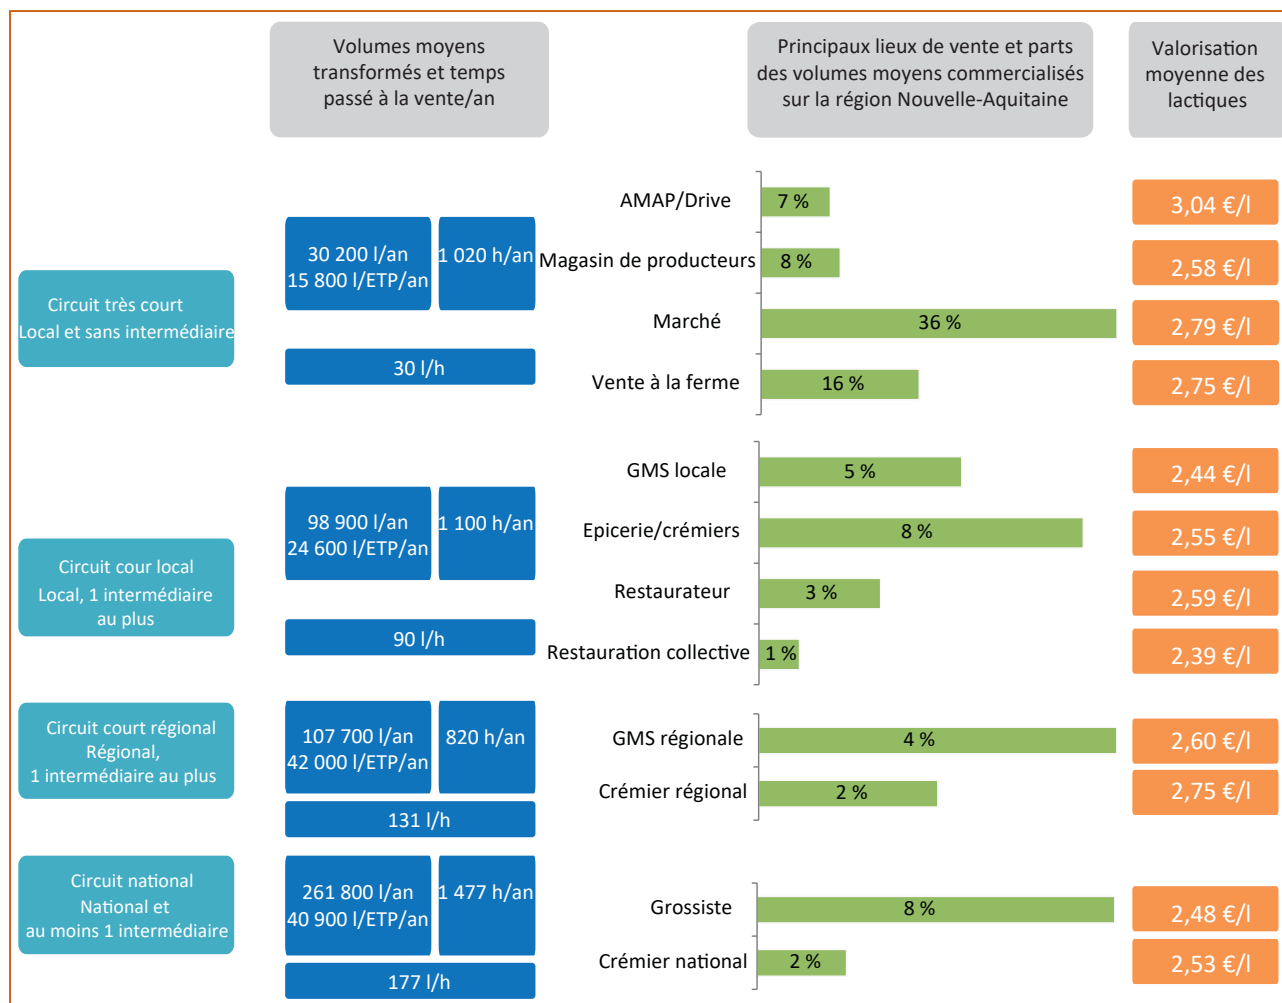 Volumes moyens
transformés et temps
passé à la vente/an
Principaux lieux de vente et parts
des volumes moyens commercialisés
sur la région Nouvelle-Aquitaine
Valorisation
moyenne des
lactiques
Circuit très court
Local et sans intermédiaire
30 200 l/an
15 800 l/ETP/an
1 020 h/an
30 l/h
AMAP/Drive
7 %
3,04 €/l
Magasin de producteurs
8 %
2,58 €/l
Marché
36 %
2,79 €/l
Vente à la ferme
16 %
2,75 €/l
Circuit cour local
Local, 1 intermédiaire
au plus
98 900 l/an
24 600 l/ETP/an
1 100 h/an
90 l/h
GMS locale
5 %
2,44 €/l
Epicerie/crémiers
8 %
2,55 €/l
Restaurateur
3 %
2,59 €/l
Restauration collective
1 %
2,39 €/l
Circuit court régional
Régional,
1 intermédiaire au plus
107 700 l/an
42 000 l/ETP/an
820 h/an
131 l/h
GMS régionale
4 %
2,60 €/l
Crémier régional
2 %
2,75 €/l
Circuit national
National et
au moins 1 intermédiaire
261 800 l/an
40 900 l/ETP/an
1 477 h/an
177 l/h
Grossiste
8 %
2,48 €/l
Crémier national
2 %
2,53 €/l